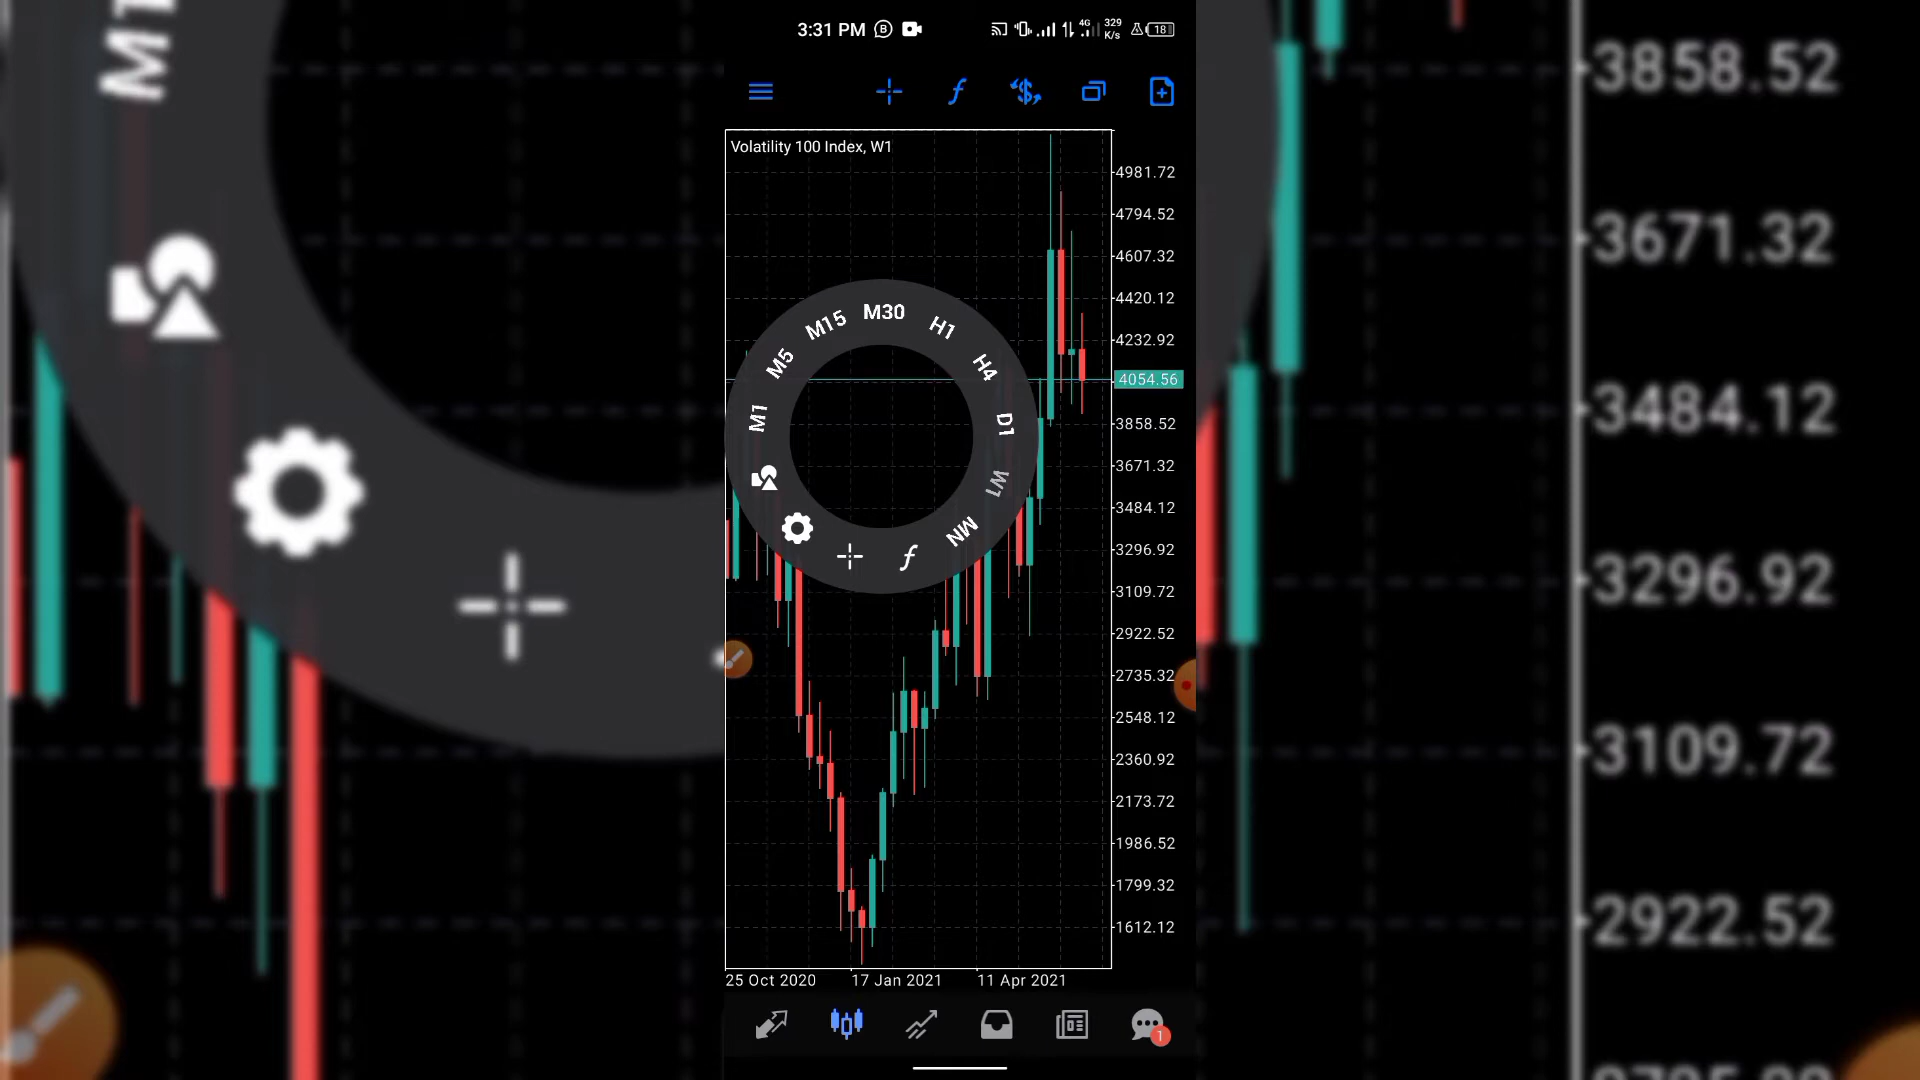 3:31 PM
4G
329
K/s
18
Volatility 100 Index, W1
4981.72
4794.52
4607.32
4420.12
4232.92
4054.56
3858.52
3671.32
3484.12
3296.92
3109.72
2922.52
2735.32
2548.12
2360.92
2173.72
1986.52
1799.32
1612.12
M1
M5
M15
M30
H1
H4
D1
W1
MN
f
25 Oct 2020 17 Jan 2021 11 Apr 2021
1
3858.52
3671.32
3484.12
3296.92
3109.72
2922.52